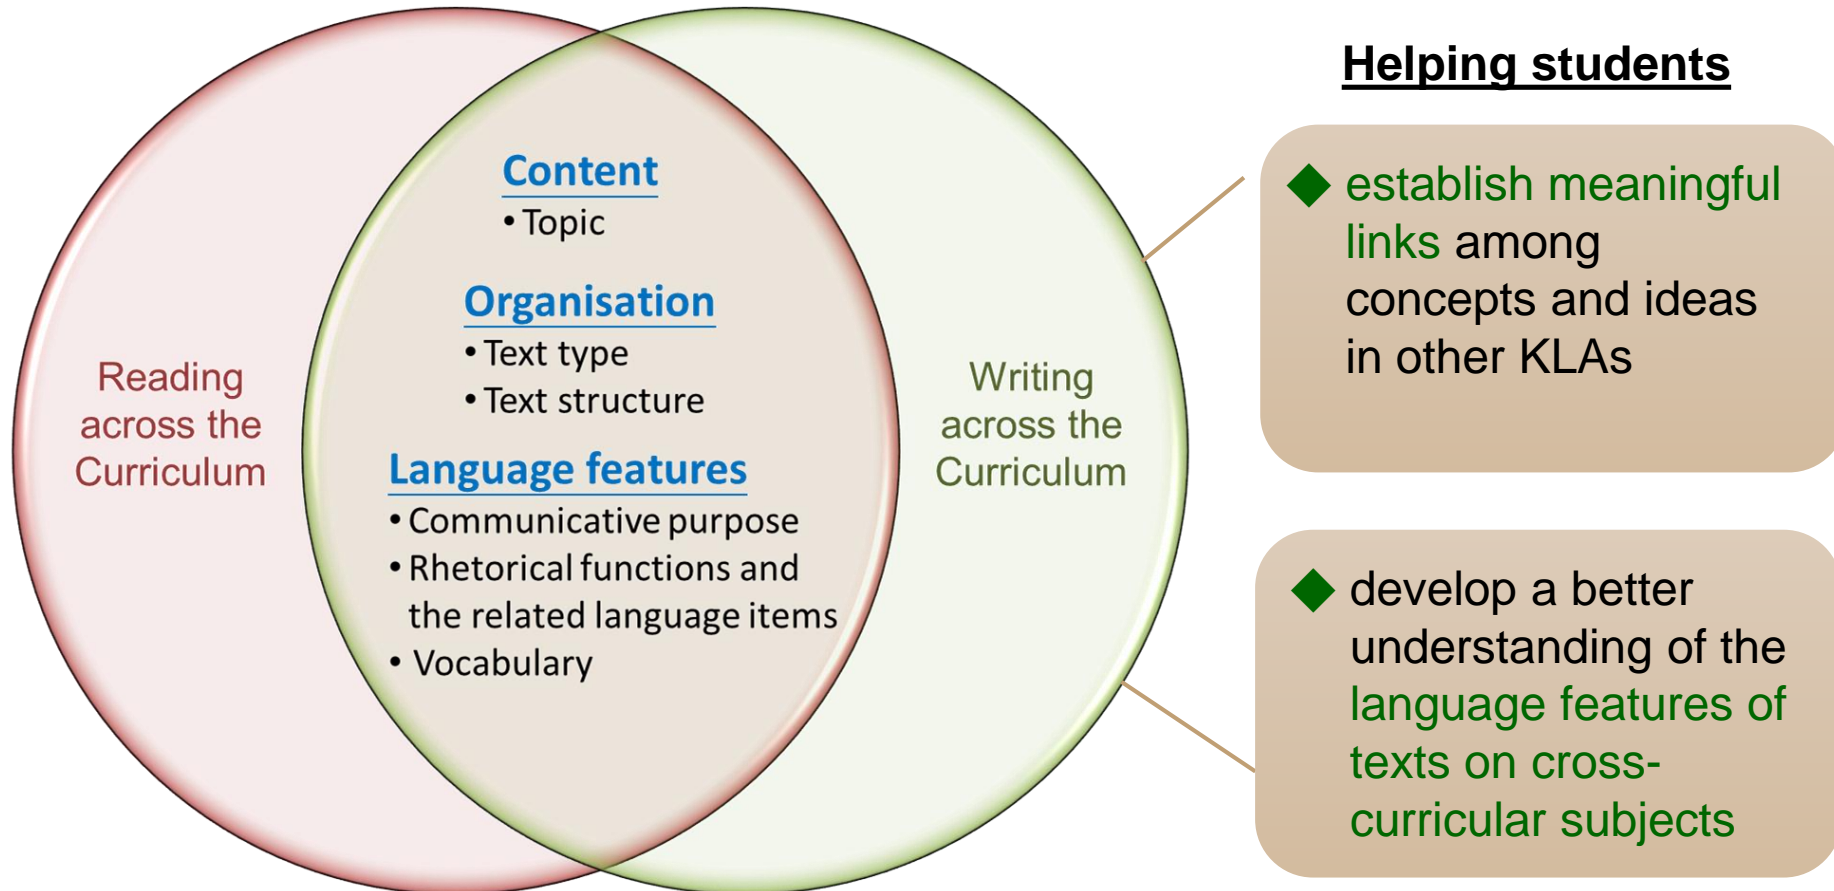 Reading
across the
Curriculum
Content
• Topic
Organisation
• Text type
• Text structure
Language features
• Communicative purpose
• Rhetorical functions and
the related language items
• Vocabulary
Writing
across the
Curriculum
Helping students
◆ establish meaningful
links among
concepts and ideas
in other KLAs
◆ develop a better
understanding of the
language features of
texts on cross-
curricular subjects